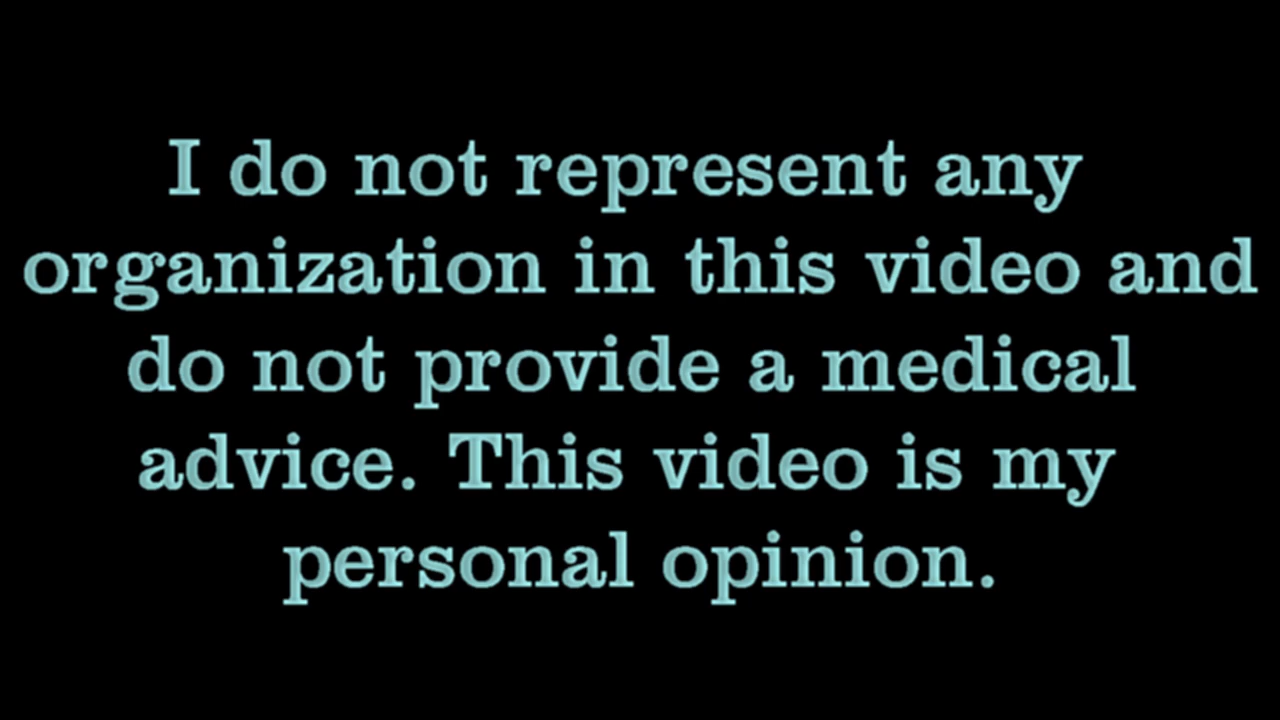 I do not represent any
organization in this video and
do not provide a medical
advice. This video is my
personal opinion.